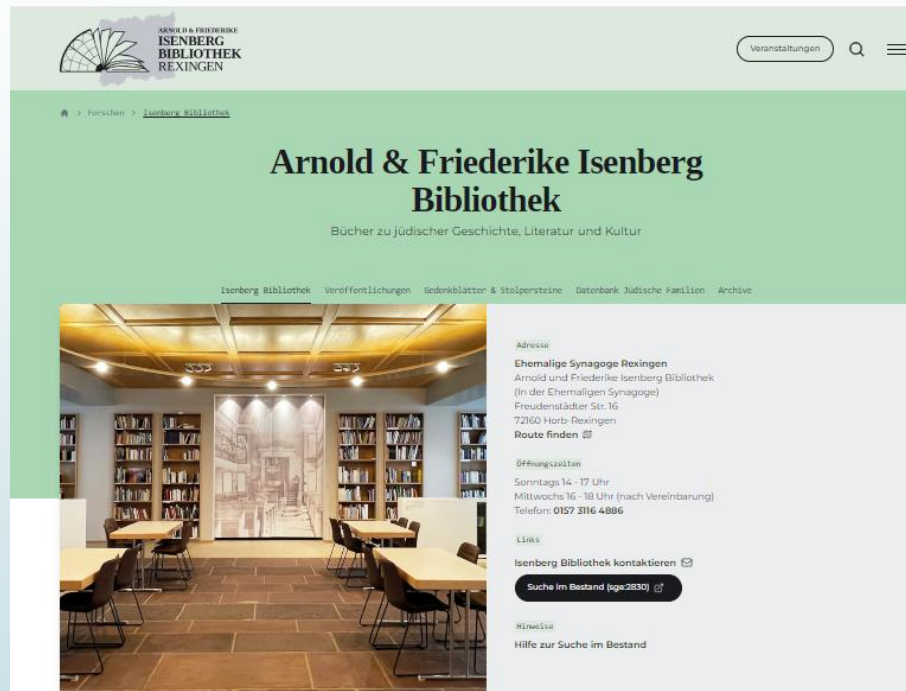 ARNOLD & FRIEDERIKE
ISENBERG
BIBLIOTHEK
REXINGEN
Veranstaltungen
> Forschen > Isenberg Bibliothek
Arnold & Friederike Isenberg
Bibliothek
Bücher zu jüdischer Geschichte, Literatur und Kultur
Isenberg Bibliothek Veröffentlichungen Gedenkblätter & Stolpersteine Datenbank Jüdische Familien Archive
Adresse
Ehemalige Synagoge Rexingen
Arnold und Friederike Isenberg Bibliothek
(In der Ehemaligen Synagoge)
Freudenstädter Str. 16
72160 Horb-Rexingen
Route finden
Öffnungszeiten
Sonntags 14 - 17 Uhr
Mittwochs 16 - 18 Uhr (nach Vereinbarung)
Telefon: 0157 3116 4886
Links
Isenberg Bibliothek kontaktieren
Suche im Bestand (sge:2830)
Hinweise
Hilfe zur Suche im Bestand